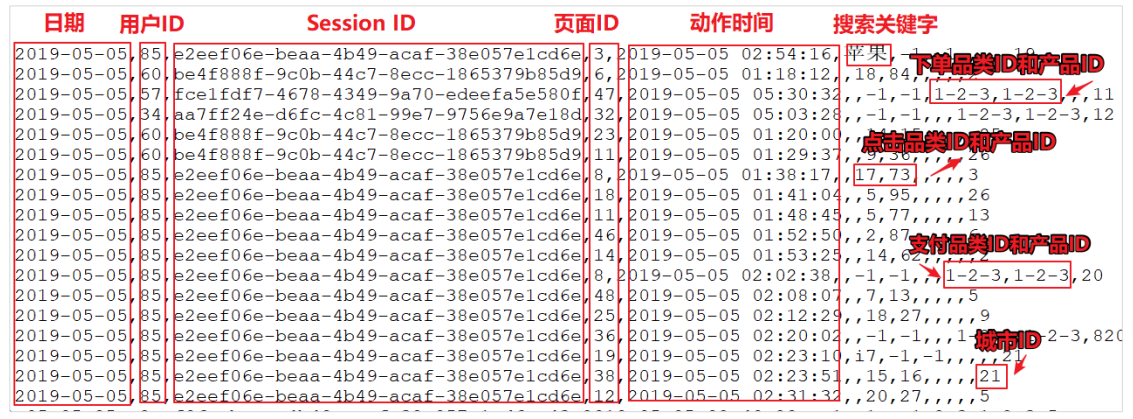 日期 用户ID Session ID 页面ID 动作时间 搜索关键字
2019-05-05,85,e2eef06e-beaa-4b49-acaf-38e057e1cd6e,3,2019-05-05 02:54:16,苹果,-1,-1
下单品类ID和产品ID
2019-05-05,60,be4f888f-9c0b-44c7-8ecc-1865379b85d9,6,2019-05-05 01:18:12,,18,84,
2019-05-05,57,fce1fdf7-4678-4349-9a70-edeefa5e580f,47,2019-05-05 05:30:32,,-1,-1,1-2-3,1-2-3,,,11
2019-05-05,34,aa7ff24e-d6fc-4c81-99e7-9756e9a7e18d,32,2019-05-05 05:03:28,,-1,-1,,,1-2-3,1-2-3,12
2019-05-05,60,be4f888f-9c0b-44c7-8ecc-1865379b85d9,23,2019-05-05 01:20:00,
点击品类ID和产品ID
2019-05-05,60,be4f888f-9c0b-44c7-8ecc-1865379b85d9,11,2019-05-05 01:29:37,,9,36,,,,,26
2019-05-05,85,e2eef06e-beaa-4b49-acaf-38e057e1cd6e,8,2019-05-05 01:38:17,,17,73,,,,,3
2019-05-05,85,e2eef06e-beaa-4b49-acaf-38e057e1cd6e,18,2019-05-05 01:41:04,,5,95,,,,,26
2019-05-05,85,e2eef06e-beaa-4b49-acaf-38e057e1cd6e,11,2019-05-05 01:48:45,,5,77,,,,,13
2019-05-05,85,e2eef06e-beaa-4b49-acaf-38e057e1cd6e,46,2019-05-05 01:52:50,,2,87,
支付品类ID和产品ID
2019-05-05,85,e2eef06e-beaa-4b49-acaf-38e057e1cd6e,14,2019-05-05 01:53:25,,14,62,,,,,2
2019-05-05,85,e2eef06e-beaa-4b49-acaf-38e057e1cd6e,8,2019-05-05 02:02:38,,-1,-1,,,1-2-3,1-2-3,20
2019-05-05,85,e2eef06e-beaa-4b49-acaf-38e057e1cd6e,48,2019-05-05 02:08:07,,7,13,,,,,5
2019-05-05,85,e2eef06e-beaa-4b49-acaf-38e057e1cd6e,25,2019-05-05 02:12:29,,18,27,,,,,9
2019-05-05,85,e2eef06e-beaa-4b49-acaf-38e057e1cd6e,36,2019-05-05 02:20:02,,-1,-1,,,1 2-3,820
城市ID
2019-05-05,85,e2eef06e-beaa-4b49-acaf-38e057e1cd6e,19,2019-05-05 02:23:10,i7,-1,-1,,,,,21
2019-05-05,85,e2eef06e-beaa-4b49-acaf-38e057e1cd6e,38,2019-05-05 02:23:51,,15,16,,,,,21
2019-05-05,85,e2eef06e-beaa-4b49-acaf-38e057e1cd6e,12,2019-05-05 02:31:32,,20,27,,,,,5